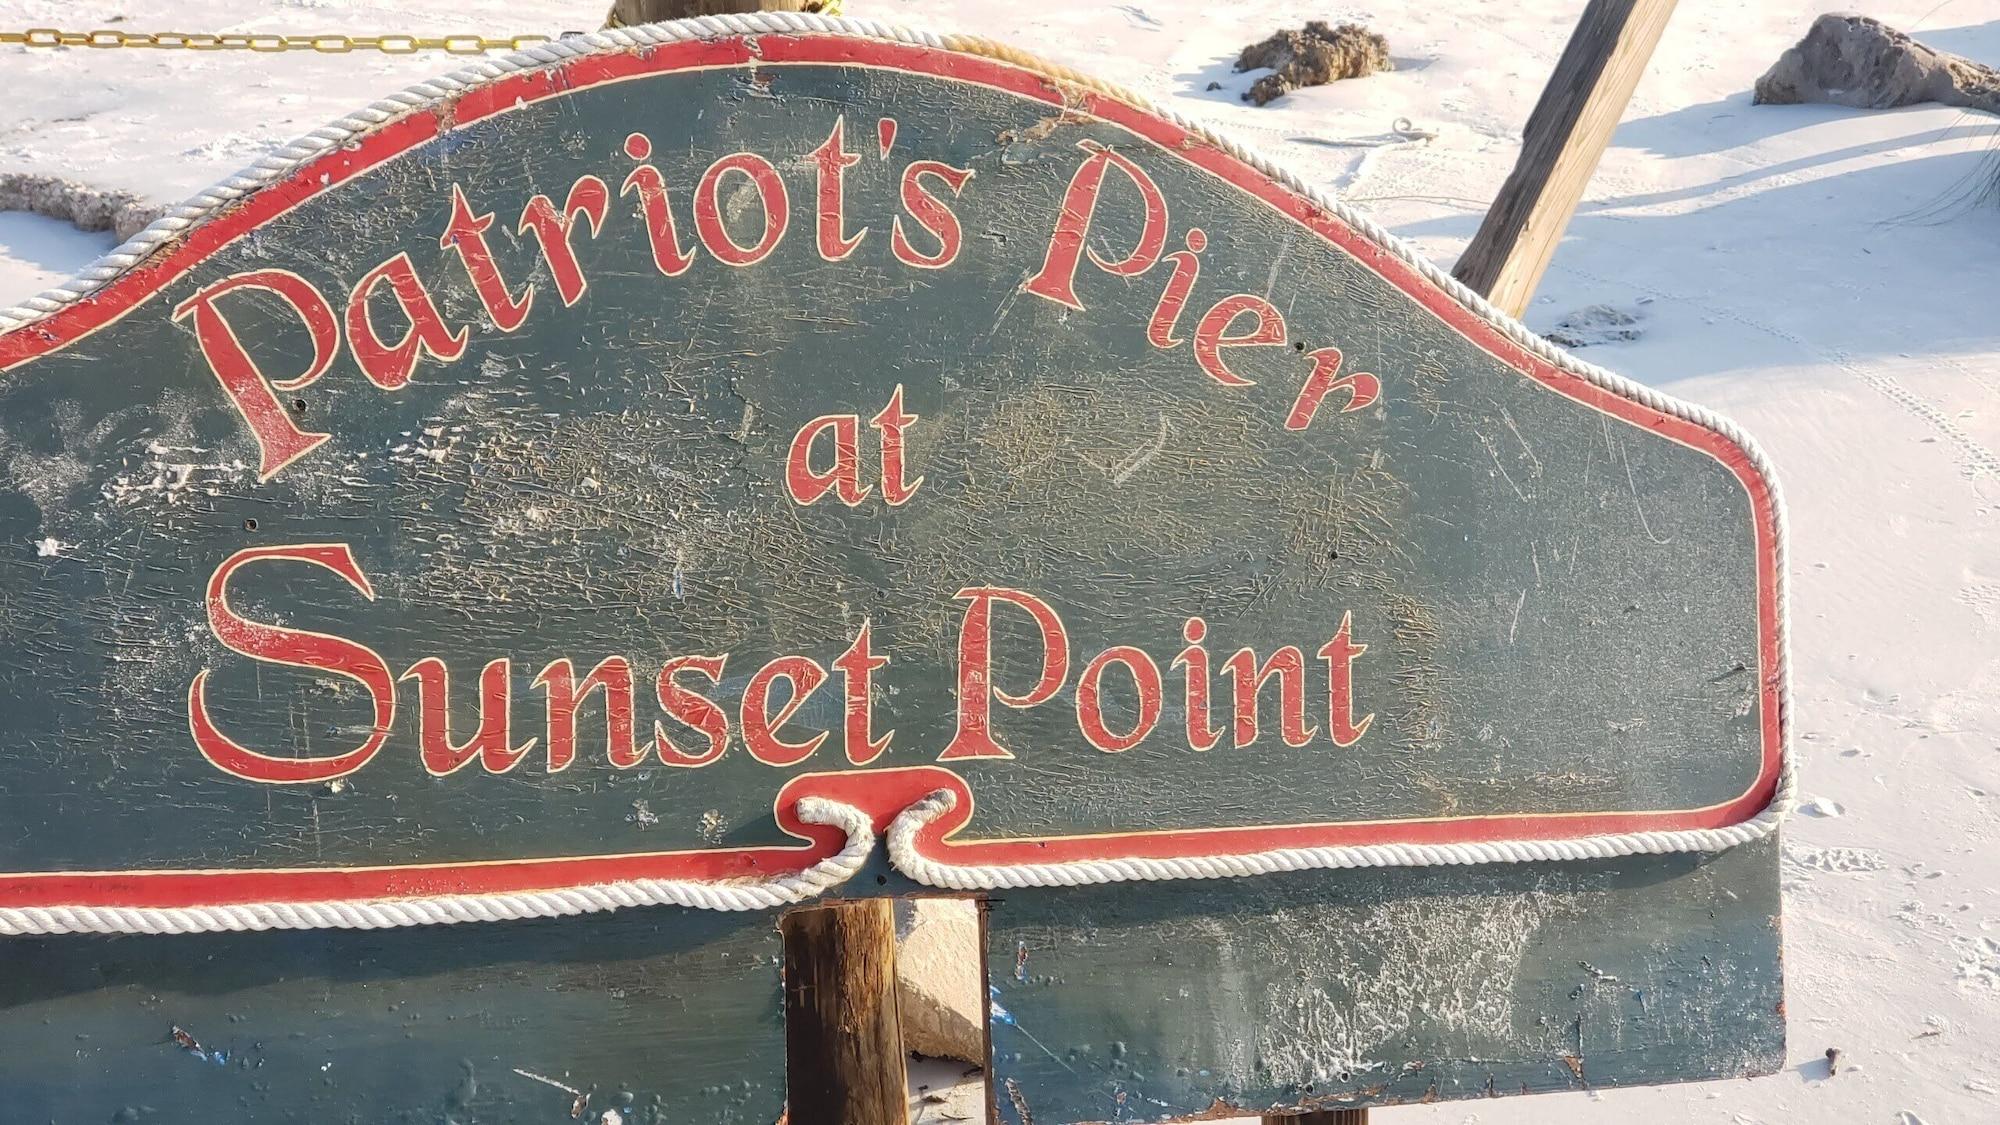 Patriot's Pier
at
Sunset Point